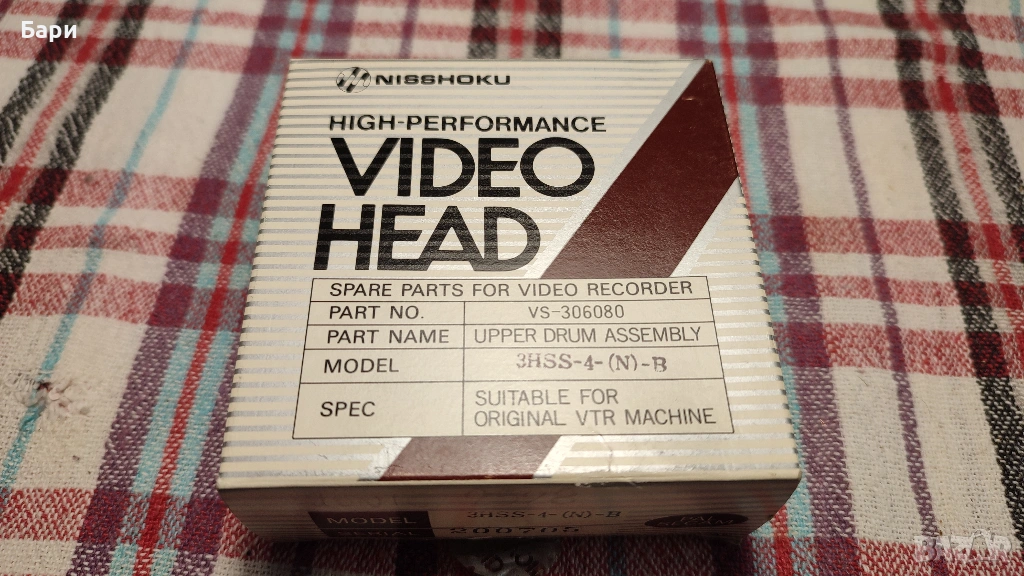 Бари
NISSHOKU
HIGH-PERFORMANCE
VIDEO
HEAD
SPARE PARTS FOR VIDEO RECORDER
PART NO. VS-306080
PART NAME UPPER DRUM ASSEMBLY
MODEL 3HSS-4-(N)-B
SPEC SUITABLE FOR
ORIGINAL VTR MACHINE
MODEL 3HSS-4-(N)-B